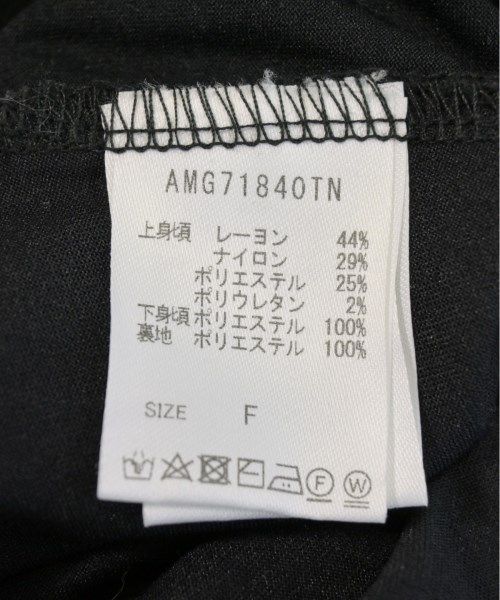 AMG71840TN
上身頃 レーヨン 44%
ナイロン 29%
ポリエステル 25%
ポリウレタン 2%
下身頃 ポリエステル 100%
裏地 ポリエステル 100%
SIZE F
F W